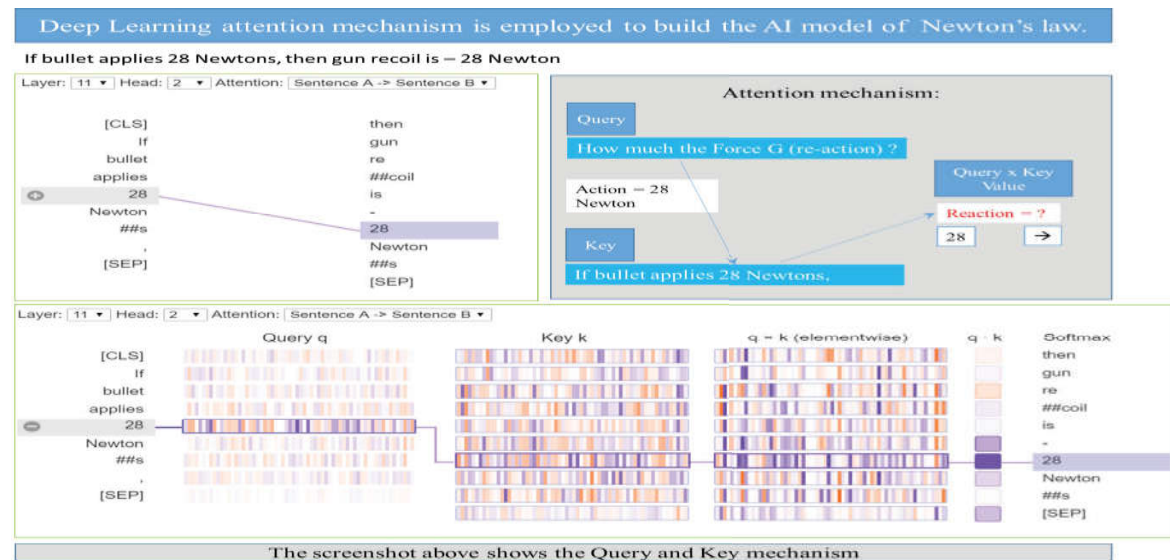 Deep Learning attention mechanism is employed to build the AI model of Newton's law.
If bullet applies 28 Newtons, then gun recoil is – 28 Newton
Layer: 11 ▾ Head: 2 ▾ Attention: Sentence A -> Sentence B ▾
[CLS] then
If gun
bullet re
applies ##coil
28 is
Newton -
##s 28
, Newton
[SEP] ##s
[SEP]
Attention mechanism:
Query
How much the Force G (re-action) ?
Action = 28
Newton
Key
If bullet applies 28 Newtons,
Query x Key
Value
Reaction = ?
28 →
Layer: 11 ▾ Head: 2 ▾ Attention: Sentence A -> Sentence B ▾
Query q Key k q × k (elementwise) q · k Softmax
[CLS] then
If gun
bullet re
applies ##coil
28 is
Newton -
##s 28
, Newton
[SEP] ##s
[SEP]
The screenshot above shows the Query and Key mechanism